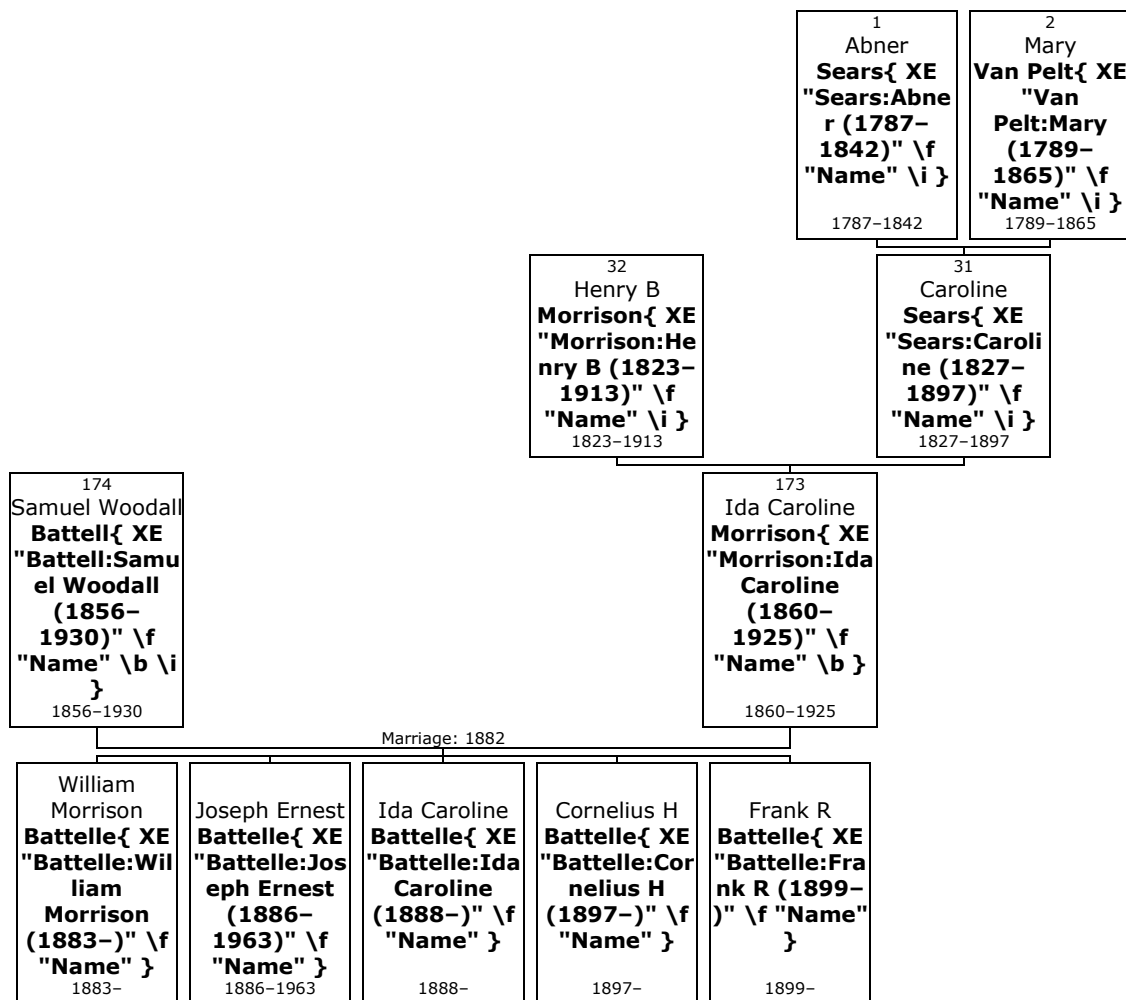 1
Abner
Sears{ XE
"Sears:Abne
r (1787–
1842)" \f
"Name" \i }
1787–1842
2
Mary
Van Pelt{ XE
"Van
Pelt:Mary
(1789–
1865)" \f
"Name" \i }
1789–1865
32
Henry B
Morrison{ XE
"Morrison:He
nry B (1823–
1913)" \f
"Name" \i }
1823–1913
31
Caroline
Sears{ XE
"Sears:Caroli
ne (1827–
1897)" \f
"Name" \i }
1827–1897
174
Samuel Woodall
Battell{ XE
"Battell:Samu
el Woodall
(1856–
1930)" \f
"Name" \b \i
}
1856–1930
173
Ida Caroline
Morrison{ XE
"Morrison:Ida
Caroline
(1860–
1925)" \f
"Name" \b }
1860–1925
Marriage: 1882
William
Morrison
Battelle{ XE
"Battelle:Wil
liam
Morrison
(1883–)" \f
"Name" }
1883–
Joseph Ernest
Battelle{ XE
"Battelle:Jos
eph Ernest
(1886–
1963)" \f
"Name" }
1886–1963
Ida Caroline
Battelle{ XE
"Battelle:Ida
Caroline
(1888–)" \f
"Name" }
1888–
Cornelius H
Battelle{ XE
"Battelle:Cor
nelius H
(1897–)" \f
"Name" }
1897–
Frank R
Battelle{ XE
"Battelle:Fra
nk R (1899–
)" \f "Name"
}
1899–